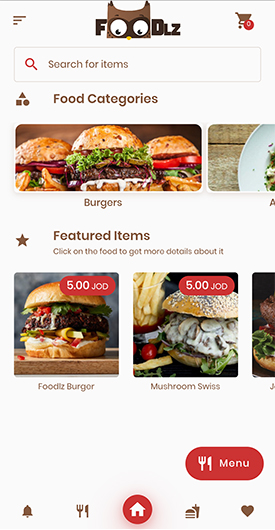 FOODLZ
0
Search for items
Food Categories
Burgers
A
Featured Items
Click on the food to get more details about it
5.00 JOD
5.00 JOD
Foodlz Burger
Mushroom Swiss
Menu